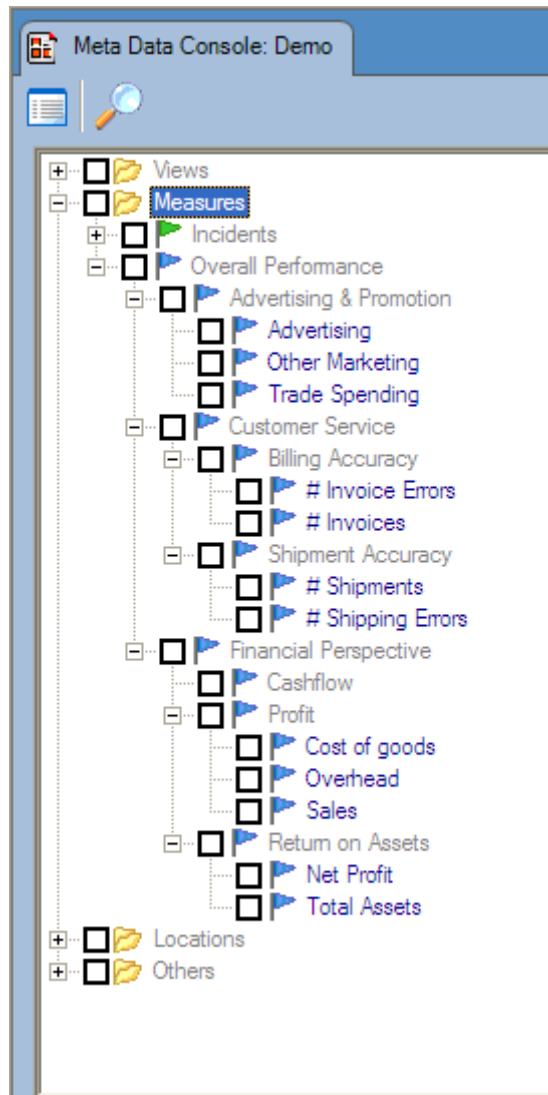 Meta Data Console: Demo
Views
Measures
Incidents
Overall Performance
Advertising & Promotion
Advertising
Other Marketing
Trade Spending
Customer Service
Billing Accuracy
# Invoice Errors
# Invoices
Shipment Accuracy
# Shipments
# Shipping Errors
Financial Perspective
Cashflow
Profit
Cost of goods
Overhead
Sales
Return on Assets
Net Profit
Total Assets
Locations
Others